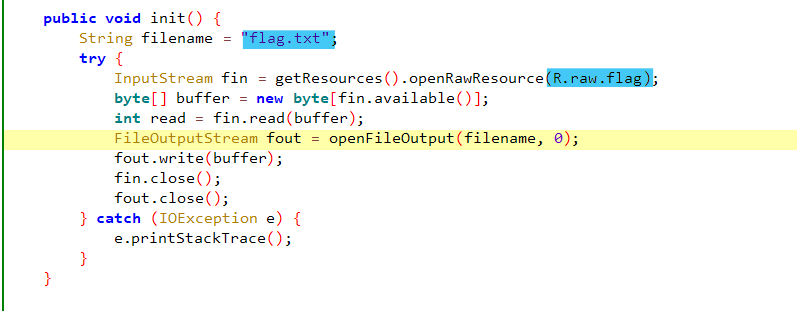 public void init() {
String filename = "flag.txt";
try {
InputStream fin = getResources().openRawResource(R.raw.flag);
byte[] buffer = new byte[fin.available()];
int read = fin.read(buffer);
FileOutputStream fout = openFileOutput(filename, 0);
fout.write(buffer);
fin.close();
fout.close();
} catch (IOException e) {
e.printStackTrace();
}
}